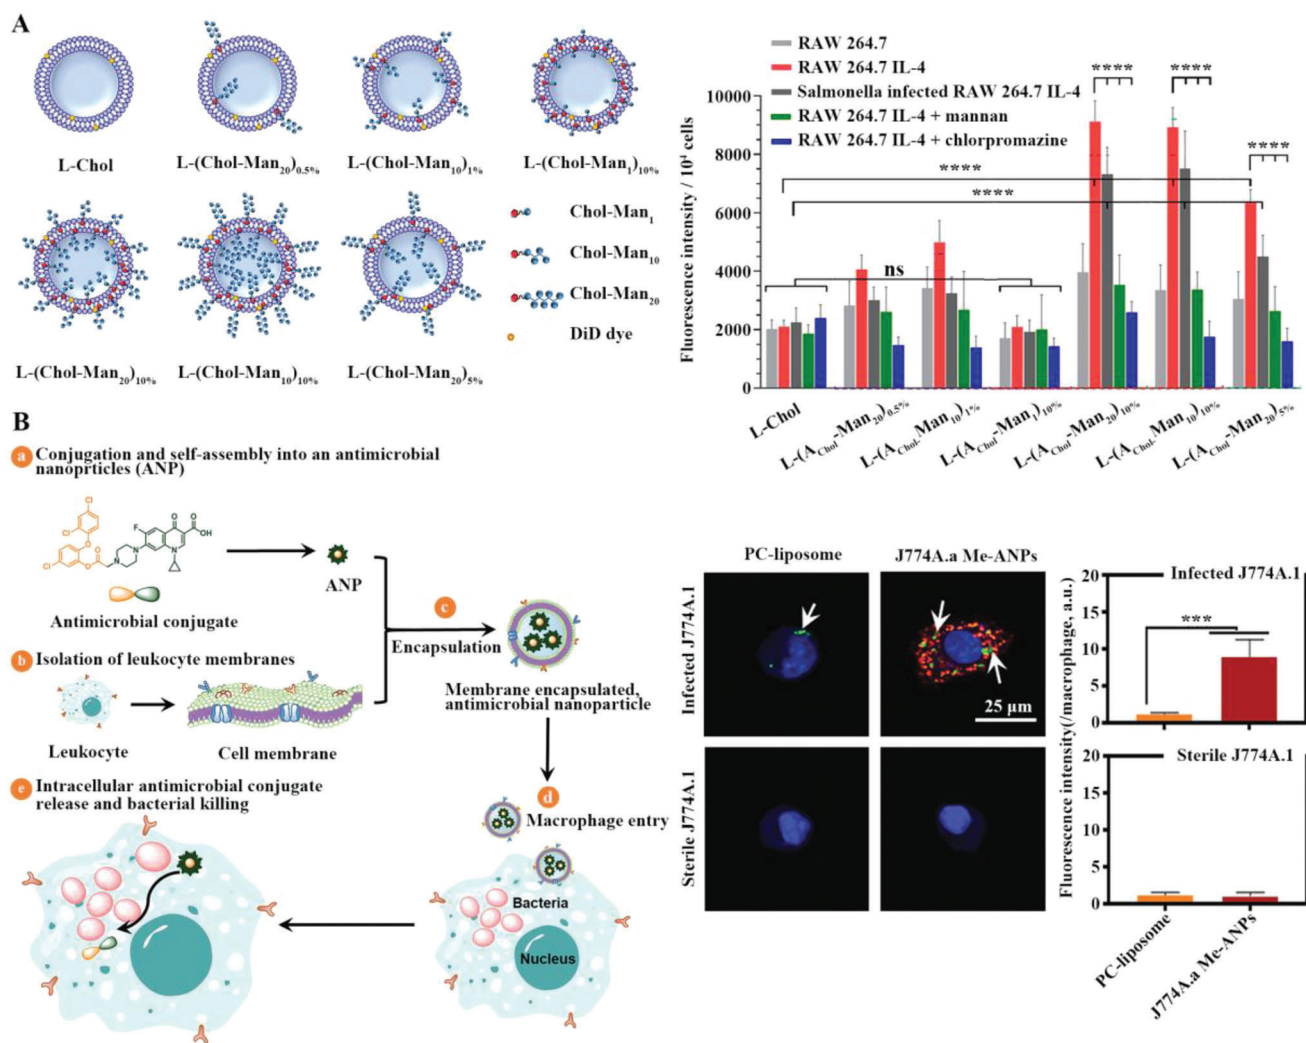 A
L-Chol
L-(Chol-Man20)0.5%
L-(Chol-Man10)1%
L-(Chol-Man1)10%
L-(Chol-Man20)10%
L-(Chol-Man10)10%
L-(Chol-Man20)5%
Chol-Man1
Chol-Man10
Chol-Man20
DiD dye
RAW 264.7
RAW 264.7 IL-4
Salmonella infected RAW 264.7 IL-4
RAW 264.7 IL-4 + mannan
RAW 264.7 IL-4 + chlorpromazine
Fluorescence intensity / 10⁴ cells
10000
8000
6000
4000
2000
0
****
****
****
****
****
ns
L-Chol
L-(AChol-Man20)0.5%
L-(AChol-Man10)1%
L-(AChol-Man1)10%
L-(AChol-Man20)10%
L-(AChol-Man10)10%
L-(AChol-Man20)5%
B
a Conjugation and self-assembly into an antimicrobial
nanoprticles (ANP)
Cl
Cl
Cl
O
O
O
N
N
F
O
O
OH
N
ANP
Antimicrobial conjugate
b Isolation of leukocyte membranes
Leukocyte
Cell membrane
c
Encapsulation
Membrane encapsulated,
antimicrobial nanoparticle
d
Macrophage entry
Bacteria
Nucleus
e Intracellular antimicrobial conjugate
release and bacterial killing
PC-liposome
J774A.a Me-ANPs
Infected J774A.1
Sterile J774A.1
25 μm
Fluorescence intensity(/macrophage, a.u.)
20
15
10
5
0
Infected J774A.1
***
20
15
10
5
0
Sterile J774A.1
PC-liposome
J774A.a Me-ANPs